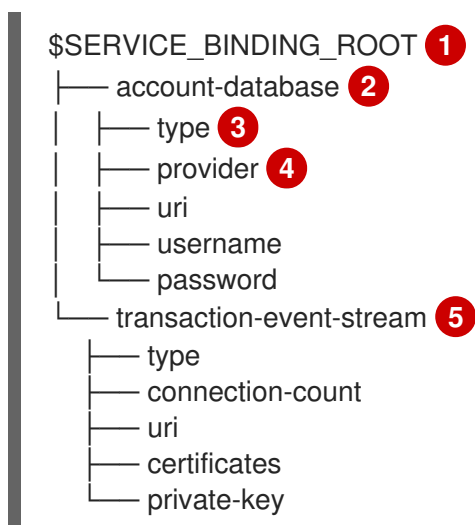 $SERVICE_BINDING_ROOT 1
├── account-database 2
│   ├── type 3
│   ├── provider 4
│   ├── uri
│   ├── username
│   └── password
└── transaction-event-stream 5
    ├── type
    ├── connection-count
    ├── uri
    ├── certificates
    └── private-key